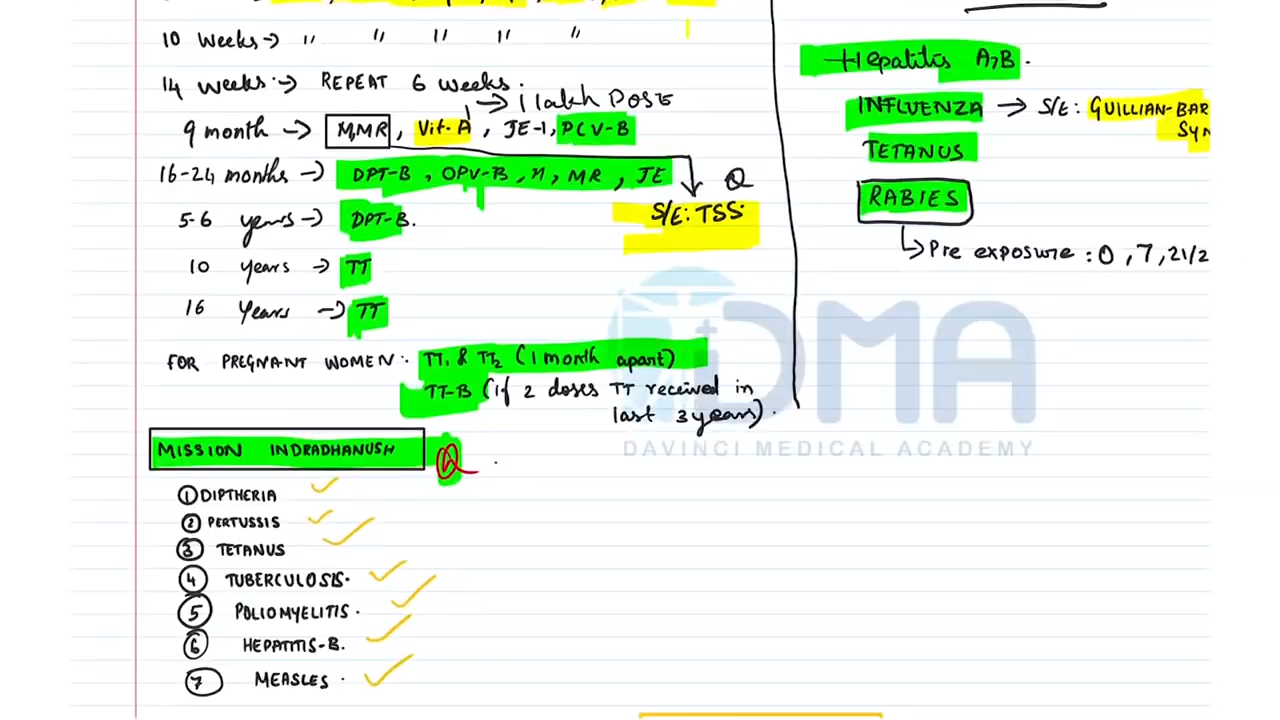 10 Weeks → " " " " "
14 weeks → REPEAT 6 weeks.
→ 1 lakh DOSE
9 month → MMR, Vit-A, JE-1, PCV-B
16-24 months → DPT-B, OPV-B, M, MR, JE
Q
S/E: TSS
5-6 years → DPT-B.
10 years → TT
16 Years → TT
FOR PREGNANT WOMEN: TT1 & TT2 (1 month apart)
TT-B (if 2 doses TT received in
last 3 years).
MISSION INDRADHANUSH Q
① DIPTHERIA
② PERTUSSIS
③ TETANUS
④ TUBERCULOSIS.
⑤ POLIOMYELITIS.
⑥ HEPATITIS-B.
⑦ MEASLES.
Hepatitis A, B.
INFLUENZA → S/E: GUILLIAN-BAR
SYN
TETANUS
RABIES
Pre exposure: 0, 7, 21/2
DMA
DAVINCI MEDICAL ACADEMY